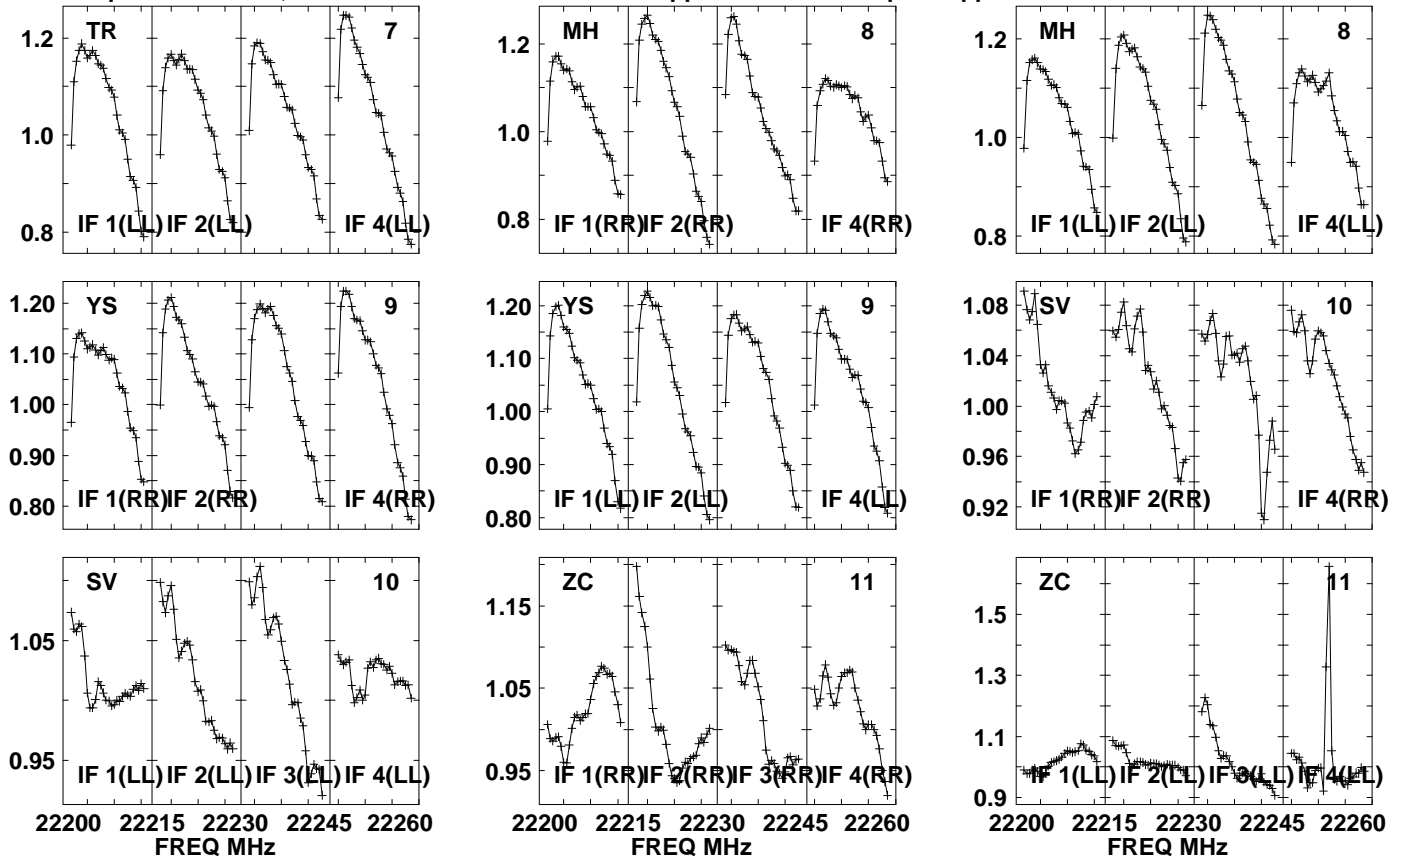 TR 7
1.2
1.0
0.8
IF 1(LL) IF 2(LL) IF 4(LL)
MH 8
1.2
1.0
0.8
IF 1(RR) IF 2(RR) IF 4(RR)
MH 8
1.2
1.0
0.8
IF 1(LL) IF 2(LL) IF 4(LL)
YS 9
1.20
1.10
1.00
0.90
0.80
IF 1(RR) IF 2(RR) IF 4(RR)
YS 9
1.20
1.10
1.00
0.90
0.80
IF 1(LL) IF 2(LL) IF 4(LL)
SV 10
1.08
1.04
1.00
0.96
0.92
IF 1(RR) IF 2(RR) IF 4(RR)
SV 10
1.05
0.95
IF 1(LL) IF 2(LL) IF 3(LL) IF 4(LL)
22200 22215 22230 22245 22260
FREQ MHz
ZC 11
1.15
1.05
0.95
IF 1(RR) IF 2(RR) IF 3(RR) IF 4(RR)
22200 22215 22230 22245 22260
FREQ MHz
ZC 11
1.5
1.3
1.1
0.9
IF 1(LL) IF 2(LL) IF 3(LL) IF 4(LL)
22200 22215 22230 22245 22260
FREQ MHz